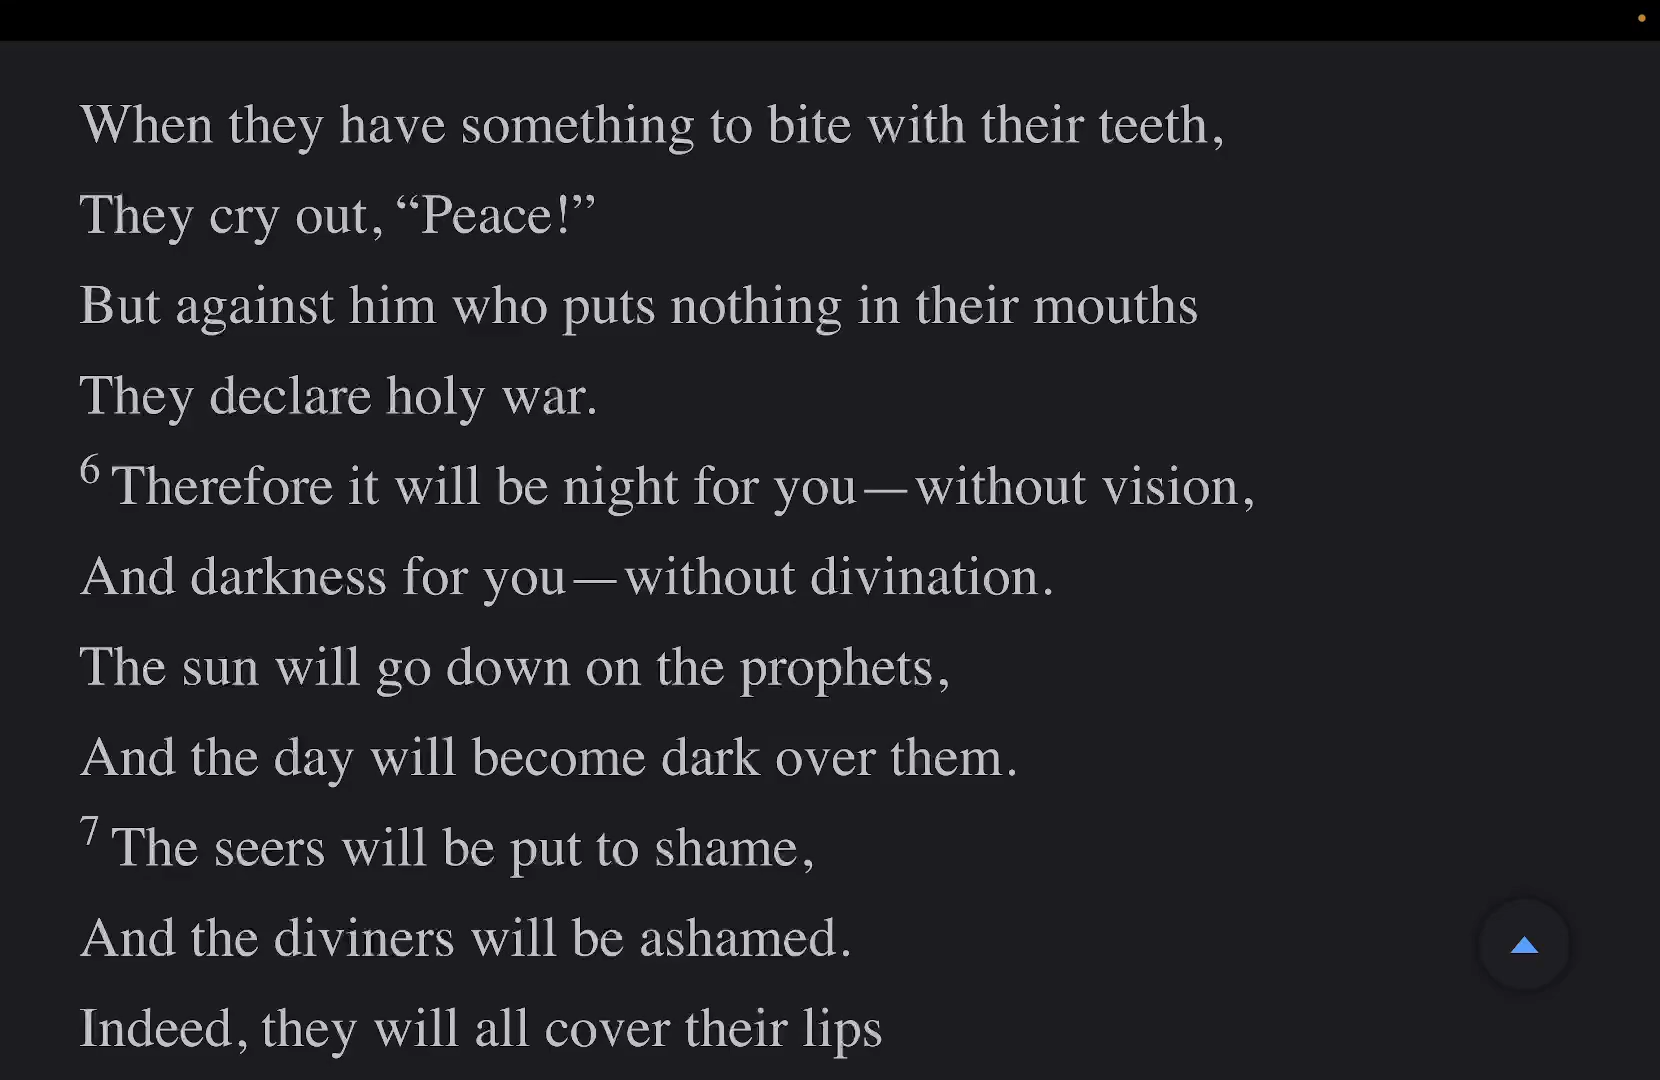 When they have something to bite with their teeth,
They cry out, “Peace!”
But against him who puts nothing in their mouths
They declare holy war.
6 Therefore it will be night for you—without vision,
And darkness for you—without divination.
The sun will go down on the prophets,
And the day will become dark over them.
7 The seers will be put to shame,
And the diviners will be ashamed.
Indeed, they will all cover their lips